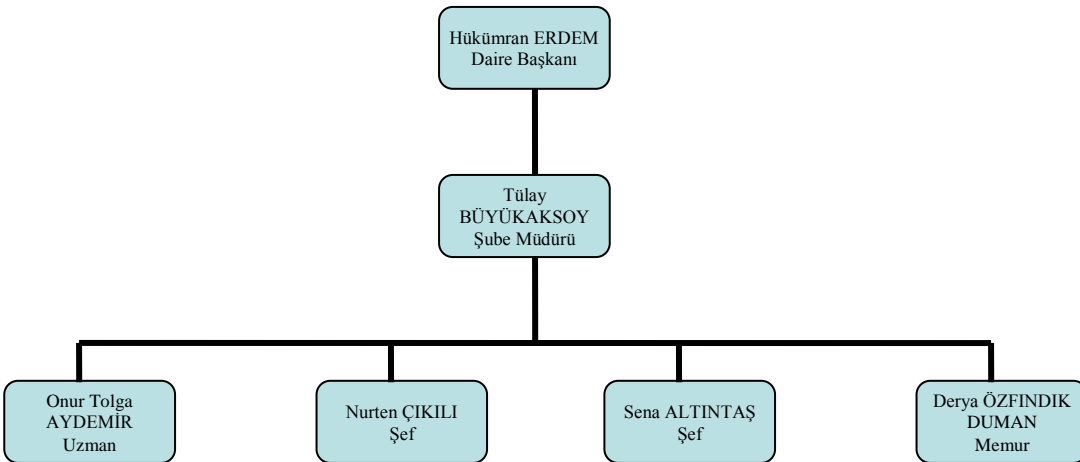 Hükümran ERDEM
Daire Başkanı
Tülay
BÜYÜKAKSOY
Şube Müdürü
Onur Tolga
AYDEMİR
Uzman
Nurten ÇIKILI
Şef
Sena ALTINTAŞ
Şef
Derya ÖZFINDIK
DUMAN
Memur